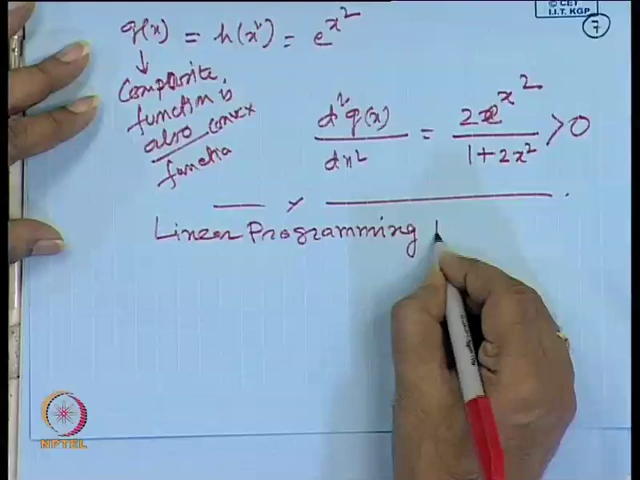 © CET
I.I.T. KGP
7
q(x) = h(x²) = e^{x²}
↓
Composite
function is
also convex
function
d²q(x)/dx² = 2e^{x²}/1+2x² > 0
Linear Programming
NPTEL